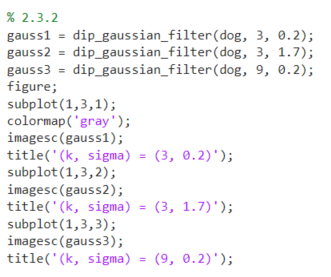 % 2.3.2
gauss1 = dip_gaussian_filter(dog, 3, 0.2);
gauss2 = dip_gaussian_filter(dog, 3, 1.7);
gauss3 = dip_gaussian_filter(dog, 9, 0.2);
figure;
subplot(1,3,1);
colormap('gray');
imagesc(gauss1);
title('(k, sigma) = (3, 0.2)');
subplot(1,3,2);
imagesc(gauss2);
title('(k, sigma) = (3, 1.7)');
subplot(1,3,3);
imagesc(gauss3);
title('(k, sigma) = (9, 0.2)');